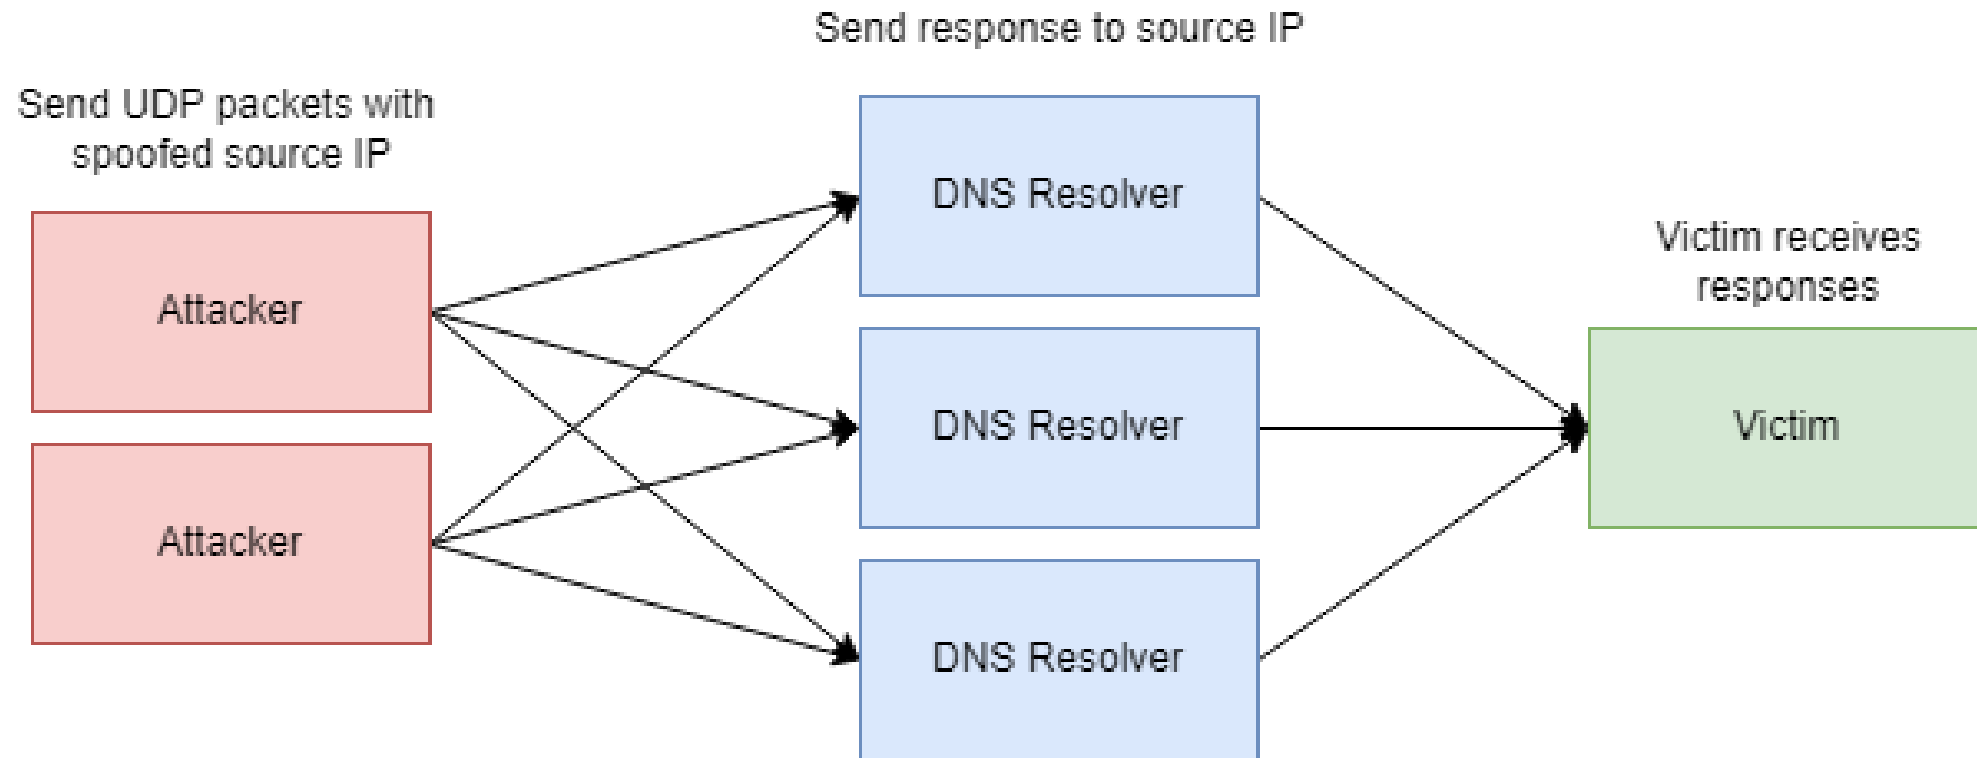 Send response to source IP
Send UDP packets with
spoofed source IP
Attacker
Attacker
DNS Resolver
DNS Resolver
DNS Resolver
Victim receives
responses
Victim